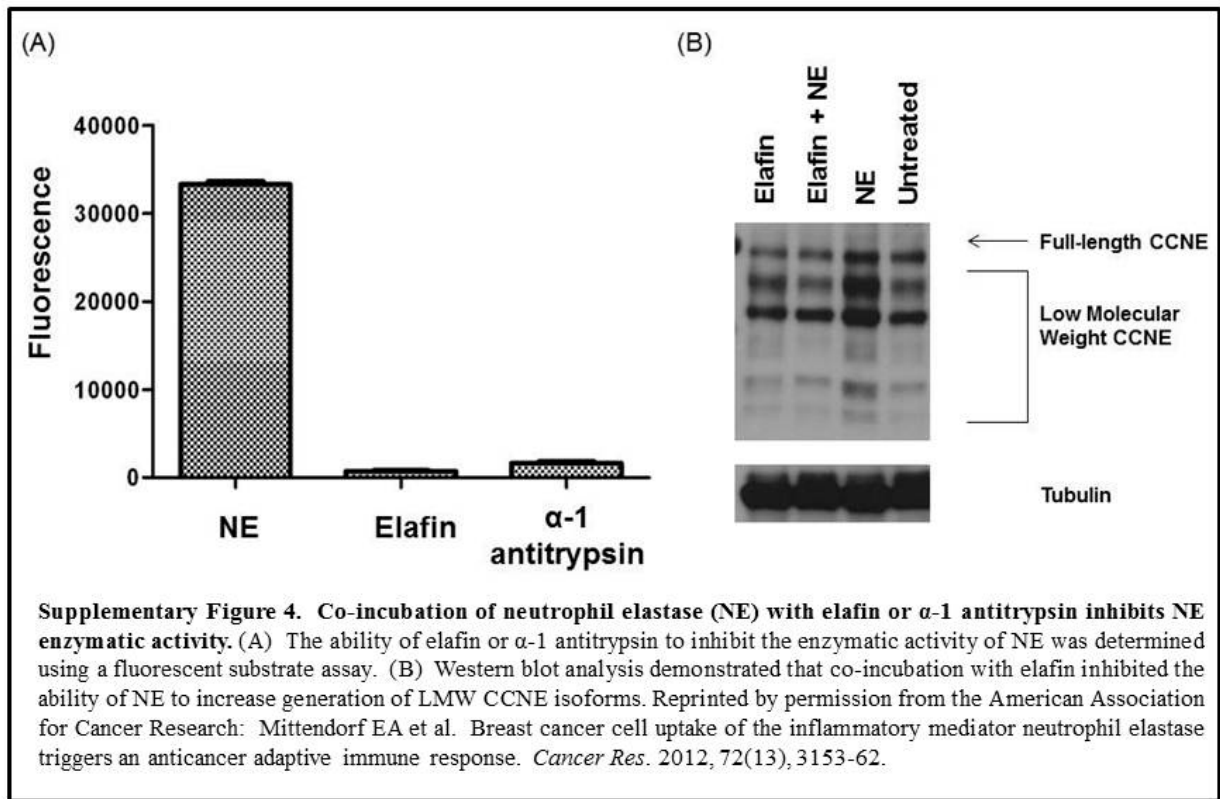 (A)
40000
30000
20000
10000
0
Fluorescence
NE
Elafin
α-1
antitrypsin
(B)
Elafin
Elafin + NE
NE
Untreated
Full-length CCNE
Low Molecular
Weight CCNE
Tubulin
Supplementary Figure 4. Co-incubation of neutrophil elastase (NE) with elafin or α-1 antitrypsin inhibits NE
enzymatic activity. (A) The ability of elafin or α-1 antitrypsin to inhibit the enzymatic activity of NE was determined
using a fluorescent substrate assay. (B) Western blot analysis demonstrated that co-incubation with elafin inhibited the
ability of NE to increase generation of LMW CCNE isoforms. Reprinted by permission from the American Association
for Cancer Research: Mittendorf EA et al. Breast cancer cell uptake of the inflammatory mediator neutrophil elastase
triggers an anticancer adaptive immune response. Cancer Res. 2012, 72(13), 3153-62.